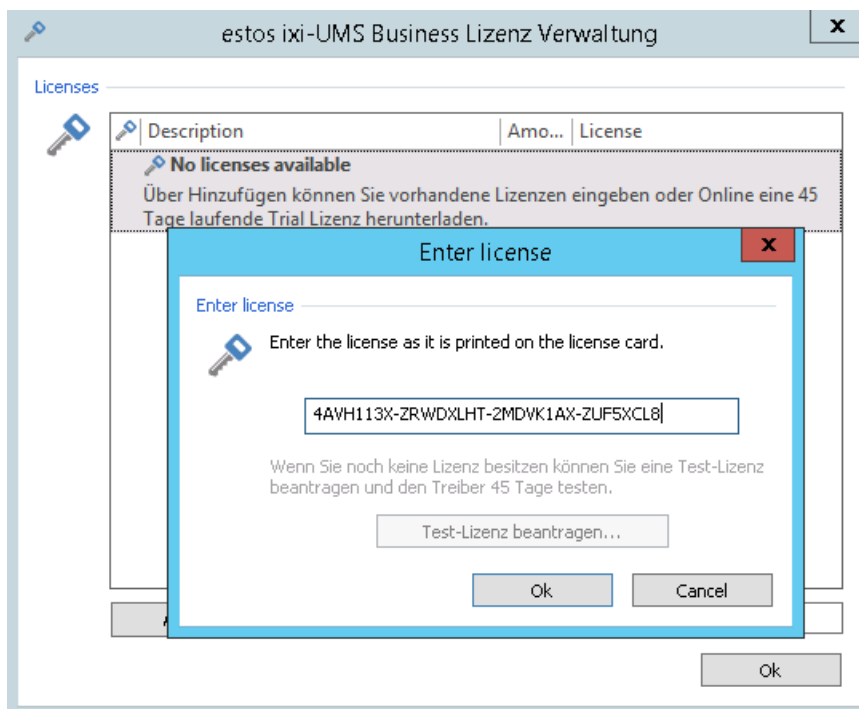 estos ixi-UMS Business Lizenz Verwaltung
x
Licenses
Description Amo... License
No licenses available
Über Hinzufügen können Sie vorhandene Lizenzen eingeben oder Online eine 45
Tage laufende Trial Lizenz herunterladen.
Enter license
x
Enter license
Enter the license as it is printed on the license card.
4AVH113X-ZRWDXLHT-2MDVK1AX-ZUF5XCL8
Wenn Sie noch keine Lizenz besitzen können Sie eine Test-Lizenz
beantragen und den Treiber 45 Tage testen.
Test-Lizenz beantragen...
Ok Cancel
Ok